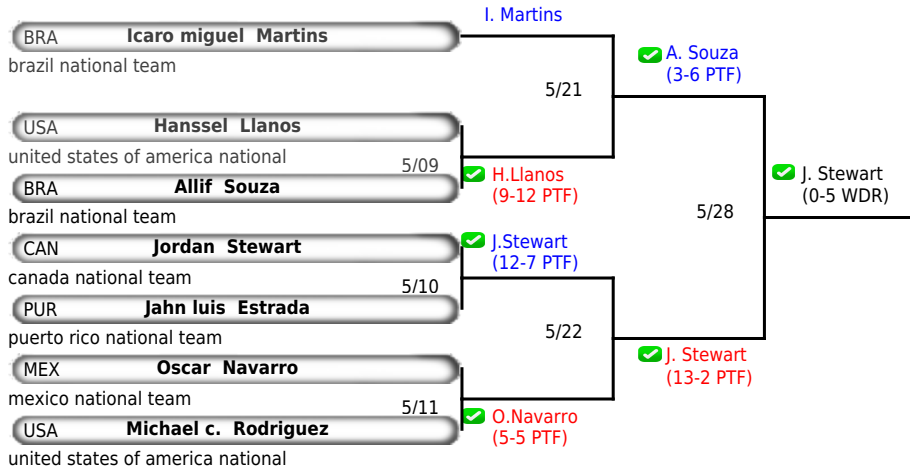 I. Martins
BRA Icaro miguel  Martins
brazil national team
A. Souza
(3-6 PTF)
5/21
USA Hanssel  Llanos
united states of america national
5/09
H.Llanos
(9-12 PTF)
BRA Allif  Souza
brazil national team
J. Stewart
(0-5 WDR)
5/28
CAN Jordan  Stewart
canada national team
J.Stewart
(12-7 PTF)
5/10
PUR Jahn luis  Estrada
puerto rico national team
5/22
J. Stewart
(13-2 PTF)
MEX Oscar  Navarro
mexico national team
5/11
O.Navarro
(5-5 PTF)
USA Michael c.  Rodriguez
united states of america national